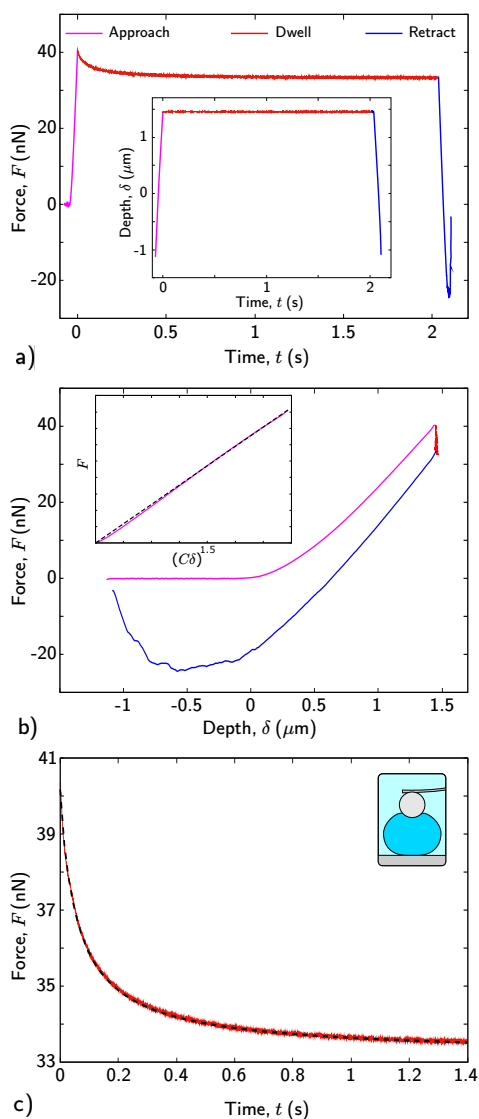 Approach Dwell Retract
60
40
20
0
-20
Force, F (nN)
0 0.5 1 1.5 2
Time, t (s)
a)
1
0
-1
Depth, δ (μm)
0 1 2
Time, t (s)
40
20
0
-20
Force, F (nN)
-1 -0.5 0 0.5 1 1.5
Depth, δ (μm)
b)
F
(Cδ)^1.5
41
39
37
35
33
Force, F (nN)
0 0.2 0.4 0.6 0.8 1 1.2 1.4
Time, t (s)
c)